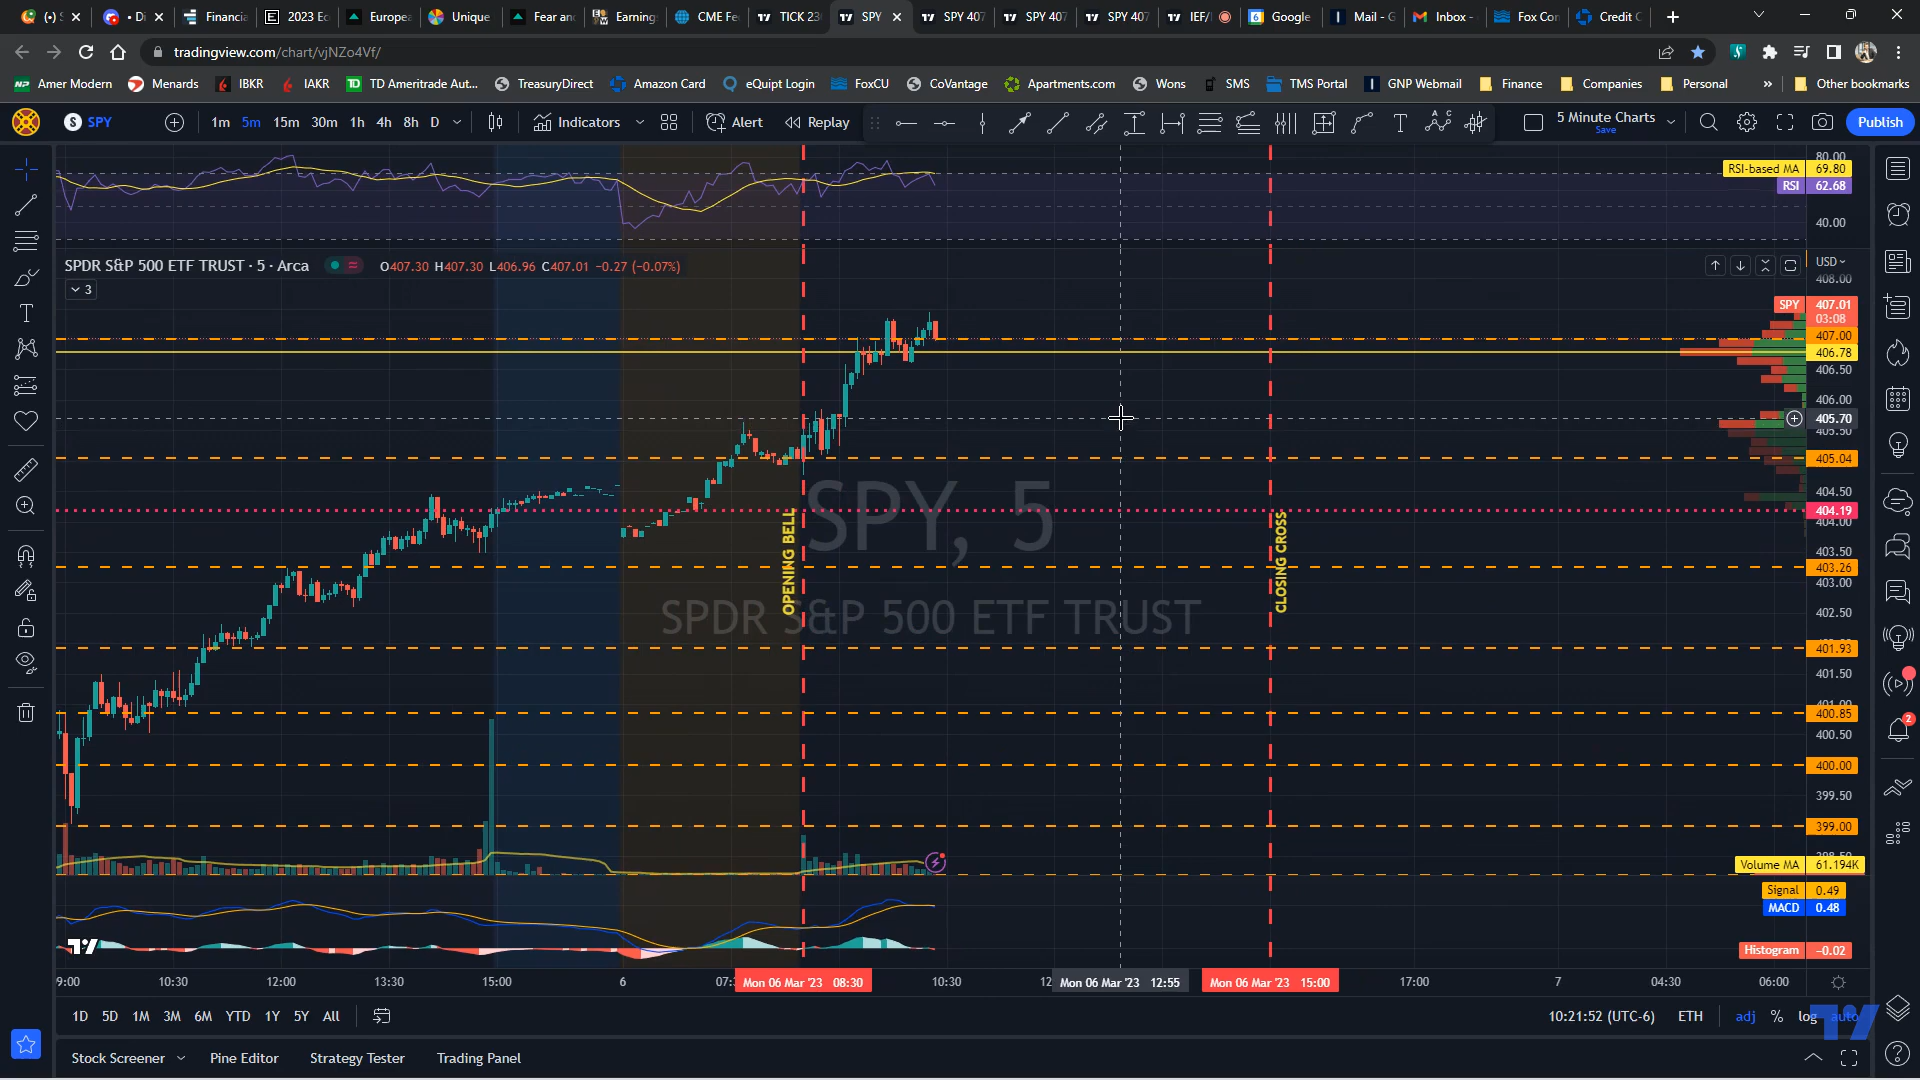 Financia
2023 Ec
Europea
Unique
Fear an
Earning
CME Fe
TICK 23
SPY
SPY 407
SPY 407
SPY 407
IEF/
Google
Mail - G
Inbox -
Fox Con
Credit C
tradingview.com/chart/vjNZo4Vf/
Amer Modern
Menards
IBKR
IAKR
TD Ameritrade Aut...
TreasuryDirect
Amazon Card
eQuipt Login
FoxCU
CoVantage
Apartments.com
Wons
SMS
TMS Portal
GNP Webmail
Finance
Companies
Personal
»
Other bookmarks
S SPY
1m 5m 15m 30m 1h 4h 8h D
Indicators
Alert
Replay
5 Minute Charts
Save
Publish
80.00
RSI-based MA 69.80
RSI 62.68
40.00
SPDR S&P 500 ETF TRUST · 5 · Arca
O407.30 H407.30 L406.96 C407.01 −0.27 (−0.07%)
3
USD
408.00
SPY 407.01
03:08
407.00
406.78
406.50
406.00
405.70
405.50
405.04
404.50
404.19
404.00
403.50
403.26
403.00
402.50
401.93
401.50
400.85
400.50
400.00
399.50
399.00
SPY, 5
SPDR S&P 500 ETF TRUST
OPENING BELL
CLOSING CROSS
Volume MA 61.194K
Signal 0.49
MACD 0.48
Histogram −0.02
9:00
10:30
12:00
13:30
15:00
6
07:
Mon 06 Mar '23 08:30
10:30
12
Mon 06 Mar '23 12:55
Mon 06 Mar '23 15:00
17:00
7
04:30
06:00
1D 5D 1M 3M 6M YTD 1Y 5Y All
10:21:52 (UTC-6)
ETH
adj
%
log
auto
Stock Screener
Pine Editor
Strategy Tester
Trading Panel
2